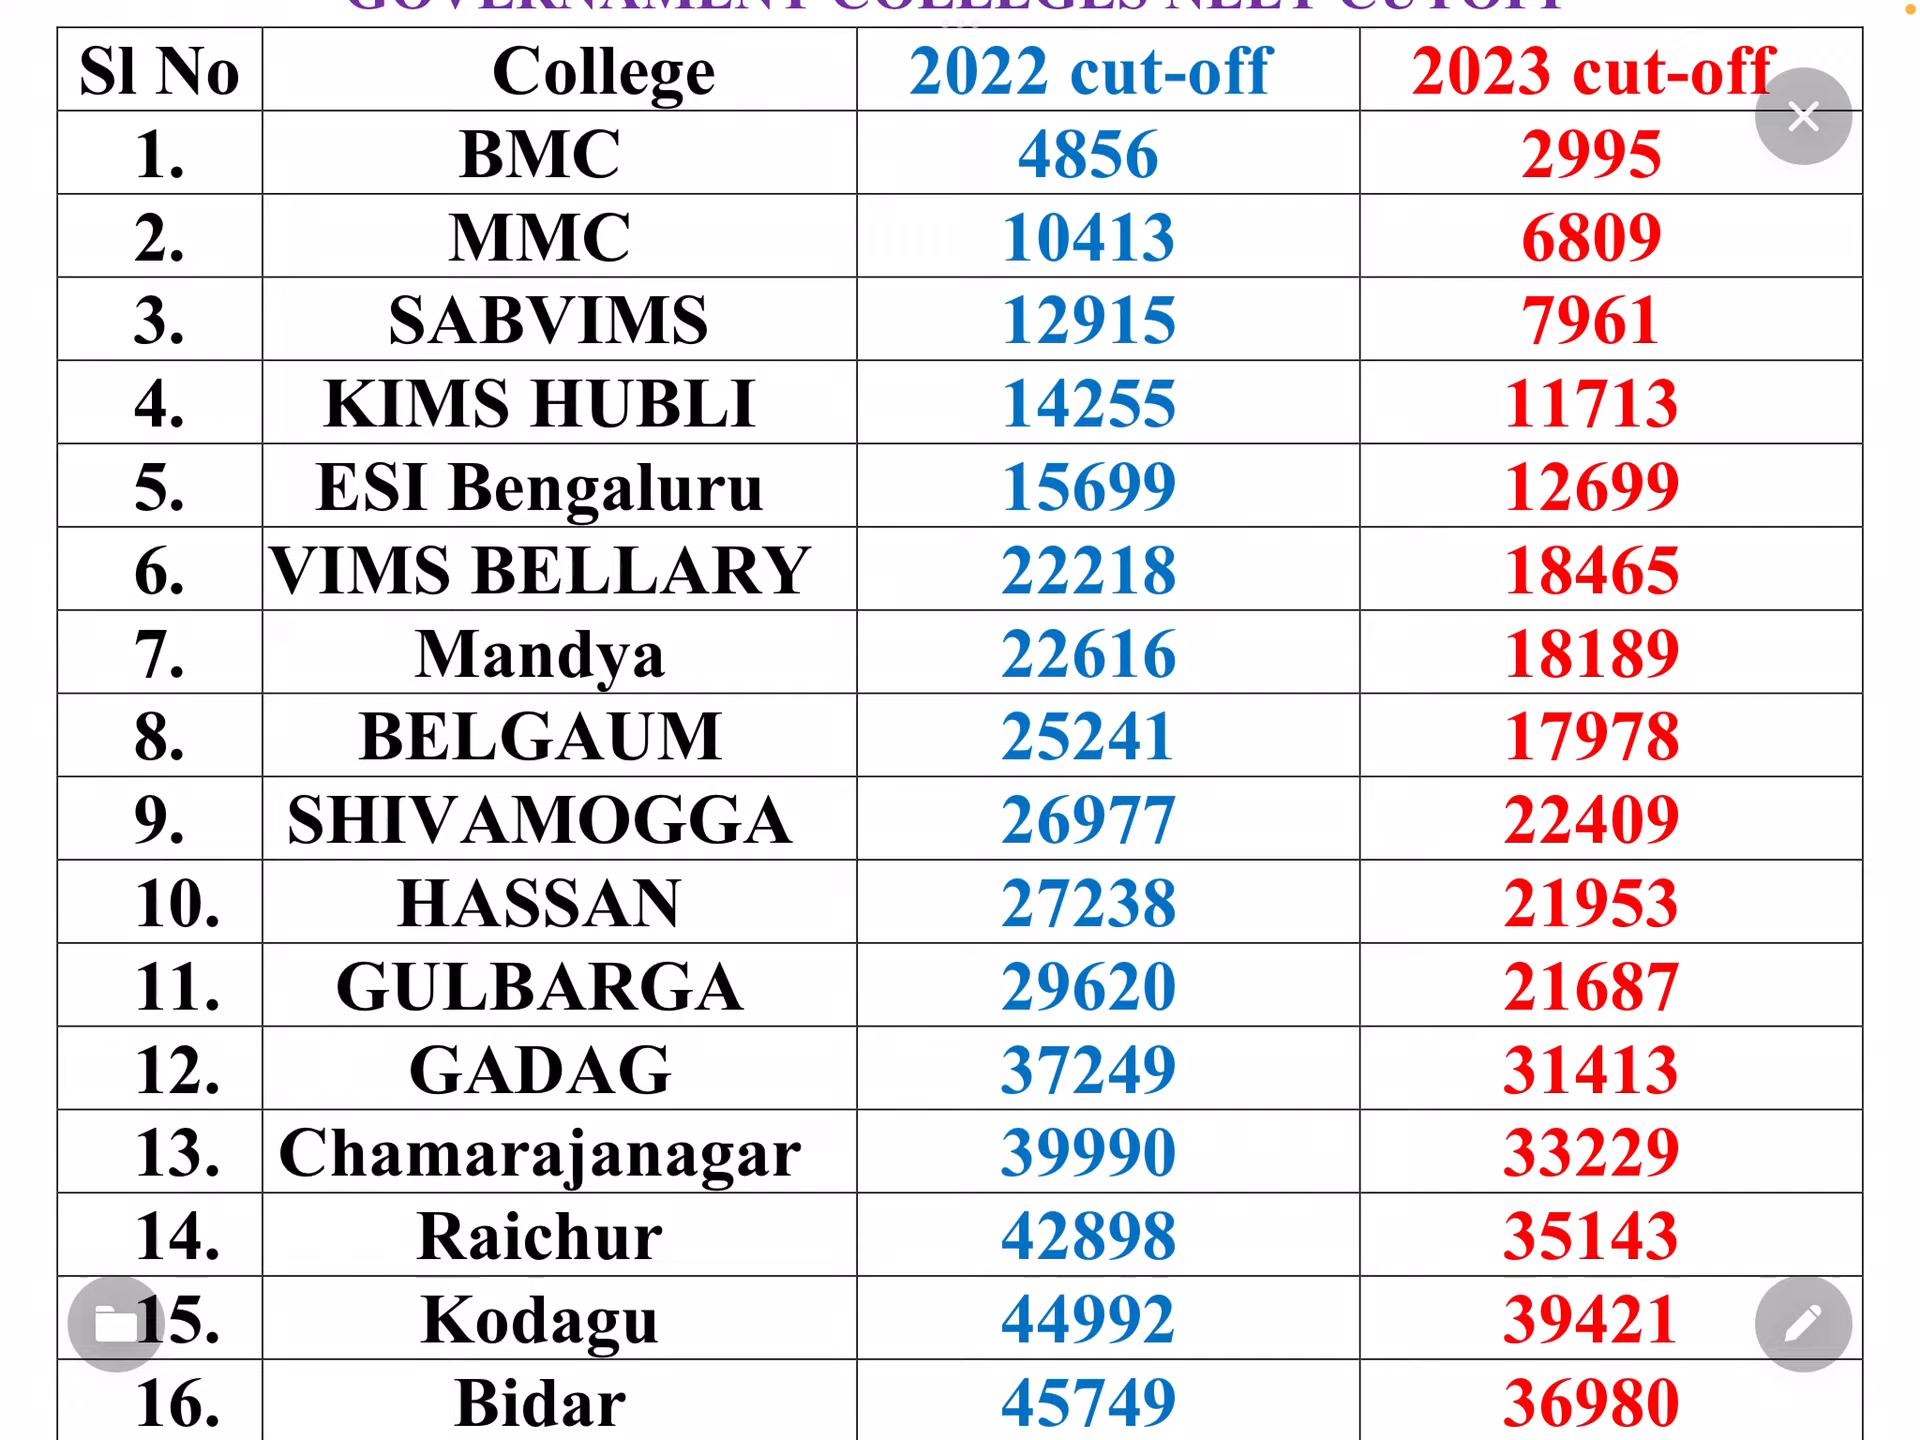 GOVERNAMENT COLLEGES NEET CUTOFF
Sl No College 2022 cut-off 2023 cut-off
1. BMC 4856 2995
2. MMC 10413 6809
3. SABVIMS 12915 7961
4. KIMS HUBLI 14255 11713
5. ESI Bengaluru 15699 12699
6. VIMS BELLARY 22218 18465
7. Mandya 22616 18189
8. BELGAUM 25241 17978
9. SHIVAMOGGA 26977 22409
10. HASSAN 27238 21953
11. GULBARGA 29620 21687
12. GADAG 37249 31413
13. Chamarajanagar 39990 33229
14. Raichur 42898 35143
15. Kodagu 44992 39421
16. Bidar 45749 36980